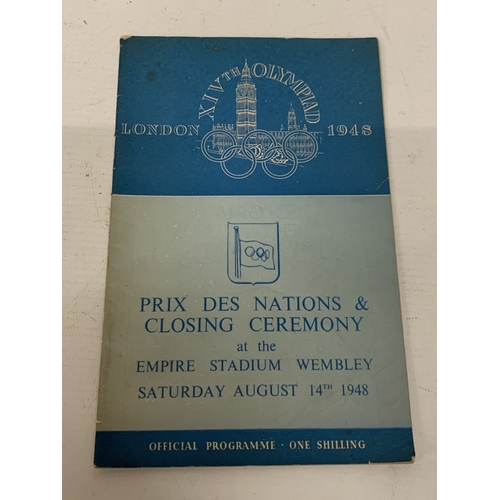 XIVTH OLYMPIAD
LONDON 1948
PRIX DES NATIONS &
CLOSING CEREMONY
at the
EMPIRE STADIUM WEMBLEY
SATURDAY AUGUST 14TH 1948
OFFICIAL PROGRAMME · ONE SHILLING